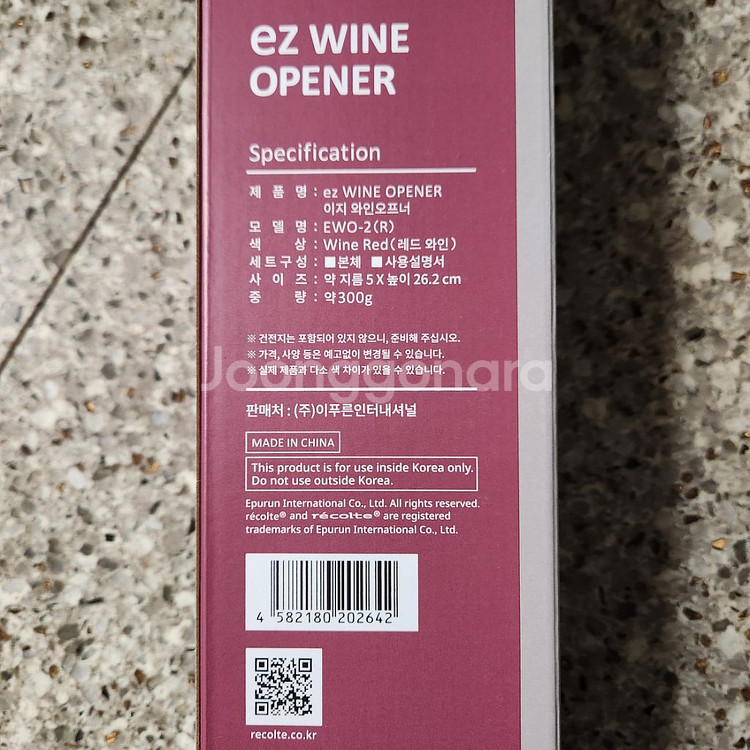 ez WINE
OPENER
Specification
제 품 명 : ez WINE OPENER
이지 와인오프너
모 델 명 : EWO-2(R)
색 상 : Wine Red(레드 와인)
세트구성 : ■본체 ■사용설명서
사 이 즈 : 약 지름 5 X 높이 26.2 cm
중 량 : 약 300g
※ 건전지는 포함되어 있지 않으니, 준비해 주십시오.
※ 가격, 사양 등은 예고없이 변경될 수 있습니다.
※ 실제 제품과 다소 색 차이가 있을 수 있습니다.
Joonggonara
판매처 : (주)이푸른인터내셔널
MADE IN CHINA
This product is for use inside Korea only.
Do not use outside Korea.
Epurun International Co., Ltd. All rights reserved.
récolte® and récolte® are registered
trademarks of Epurun International Co., Ltd.
4 582180 202642
recolte.co.kr